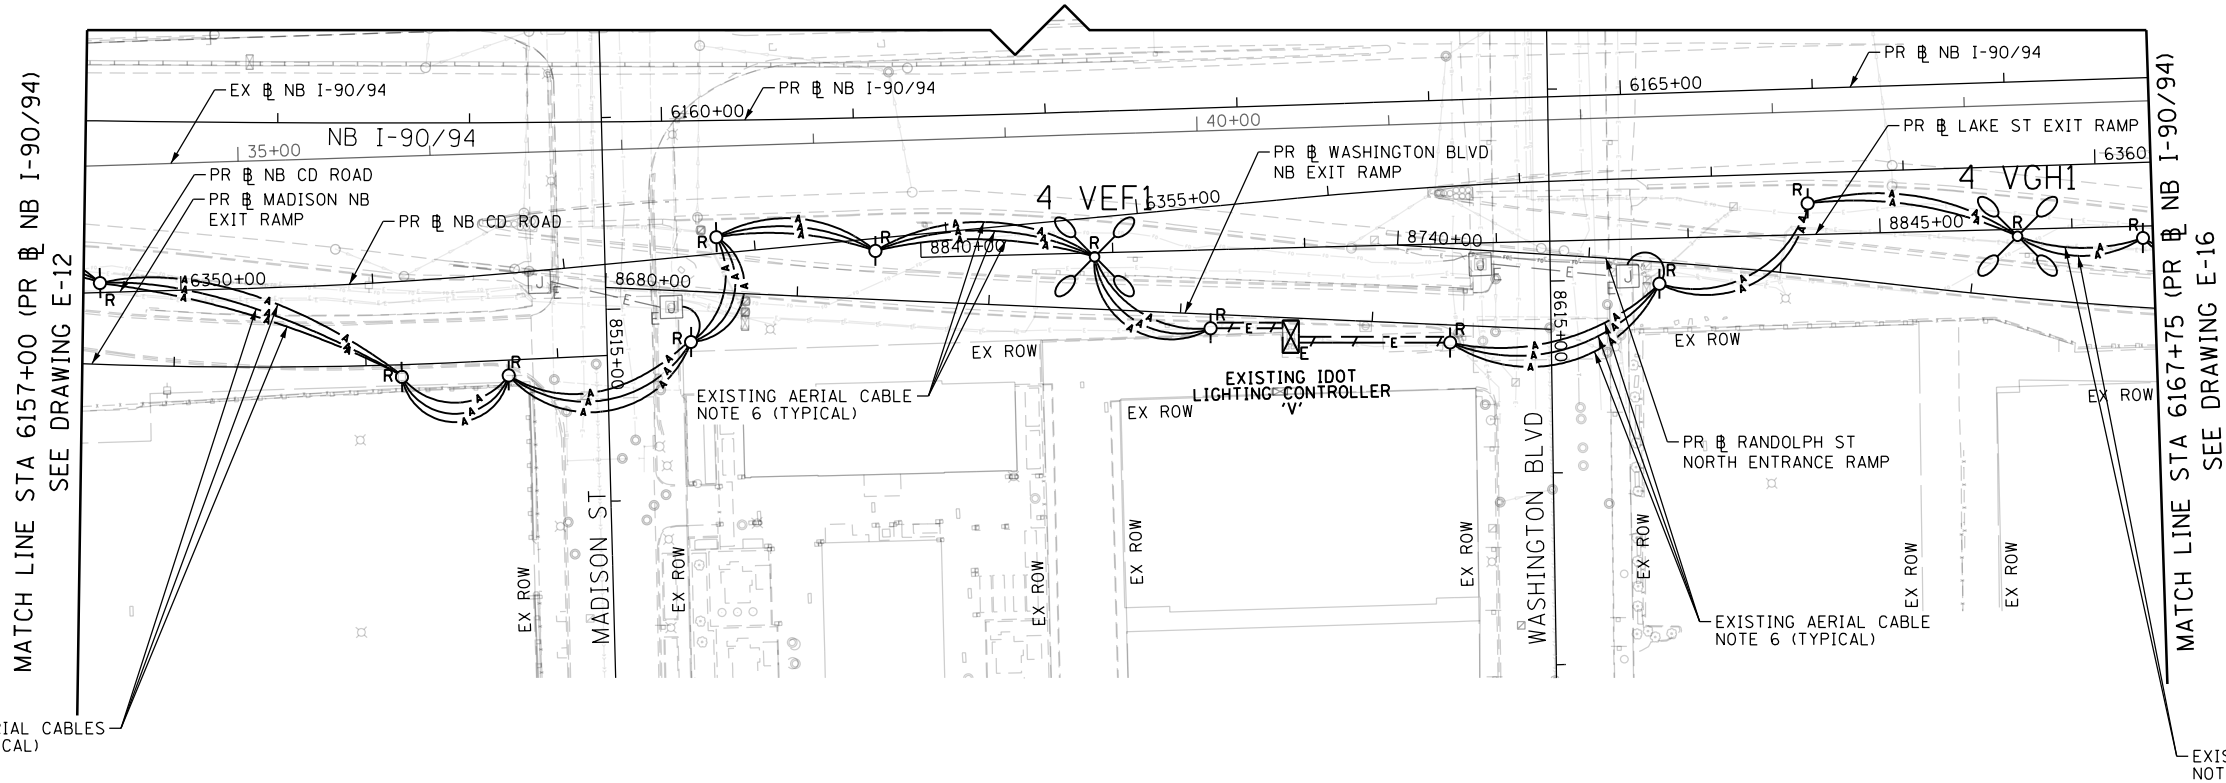 MATCH LINE STA 6157+00 (PR ℄ NB I-90/94)
SEE DRAWING E-12
EX ℄ NB I-90/94
NB I-90/94
35+00
PR ℄ NB CD ROAD
PR ℄ MADISON NB
EXIT RAMP
PR ℄ NB CD ROAD
6350+00
PR ℄ NB I-90/94
6160+00
40+00
4 VEF1
6355+00
8840+00
8680+00
8515+00
PR ℄ WASHINGTON BLVD
NB EXIT RAMP
8740+00
6165+00
PR ℄ NB I-90/94
PR ℄ LAKE ST EXIT RAMP
6360
4 VGH1
8845+00
8615+00
EX ROW
EX ROW
EX ROW
EX ROW
EXISTING AERIAL CABLE
NOTE 6 (TYPICAL)
EXISTING IDOT
LIGHTING CONTROLLER
'V'
PR ℄ RANDOLPH ST
NORTH ENTRANCE RAMP
EXISTING AERIAL CABLE
NOTE 6 (TYPICAL)
MADISON ST
WASHINGTON BLVD
EX ROW
EX ROW
EX ROW
EX ROW
EX ROW
EX ROW
EX ROW
EX ROW
R
R
R
R
R
R
R
R
R
R
R
R
R
A
A
A
E
E
E
J
J
J
J
IAL CABLES
CAL)
EXIS
NOT
MATCH LINE STA 6167+75 (PR ℄ NB I-90/94)
SEE DRAWING E-16